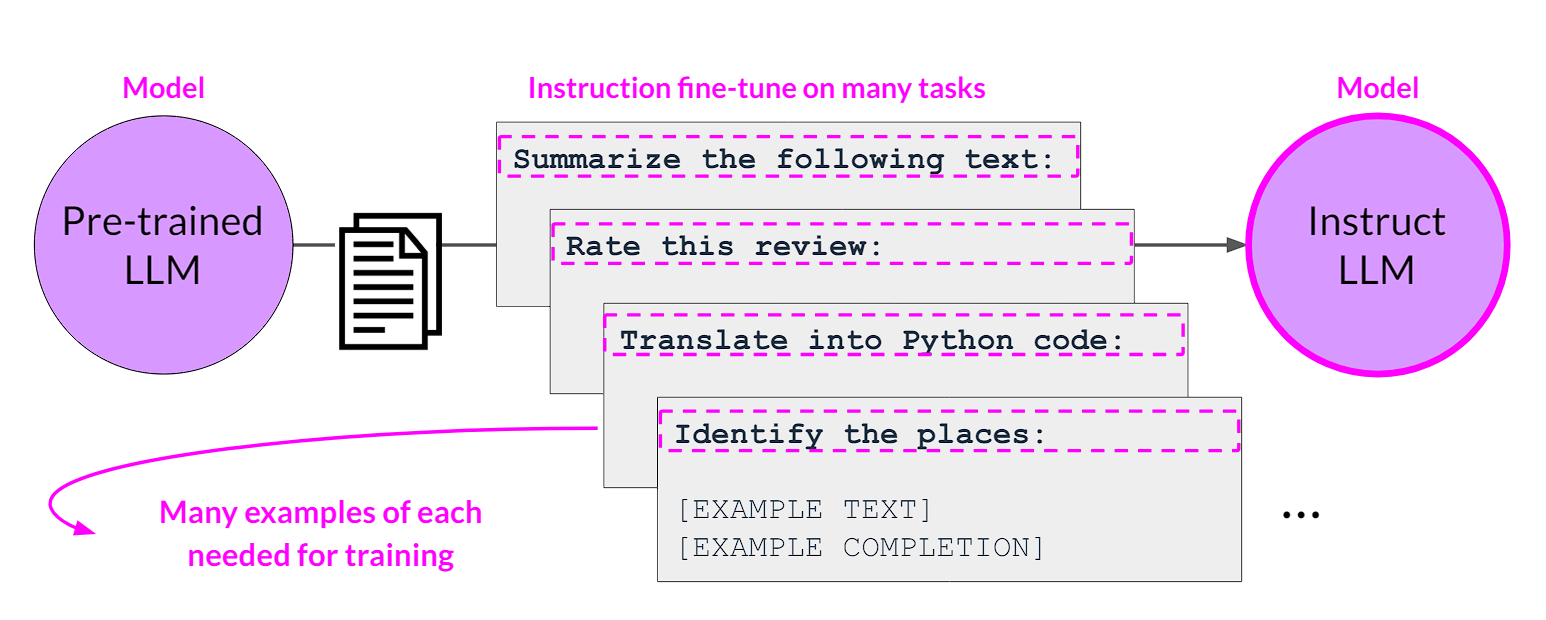 Model
Instruction fine-tune on many tasks
Model
Pre-trained
LLM
Summarize the following text:
Rate this review:
Translate into Python code:
Identify the places:
[EXAMPLE TEXT]
[EXAMPLE COMPLETION]
...
Instruct
LLM
Many examples of each
needed for training